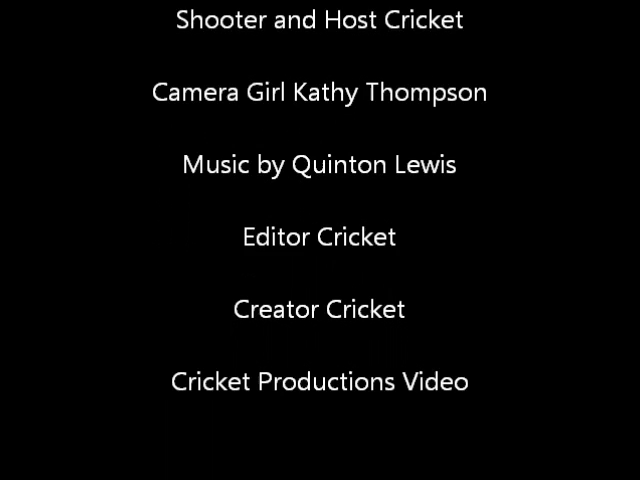 Shooter and Host Cricket
Camera Girl Kathy Thompson
Music by Quinton Lewis
Editor Cricket
Creator Cricket
Cricket Productions Video